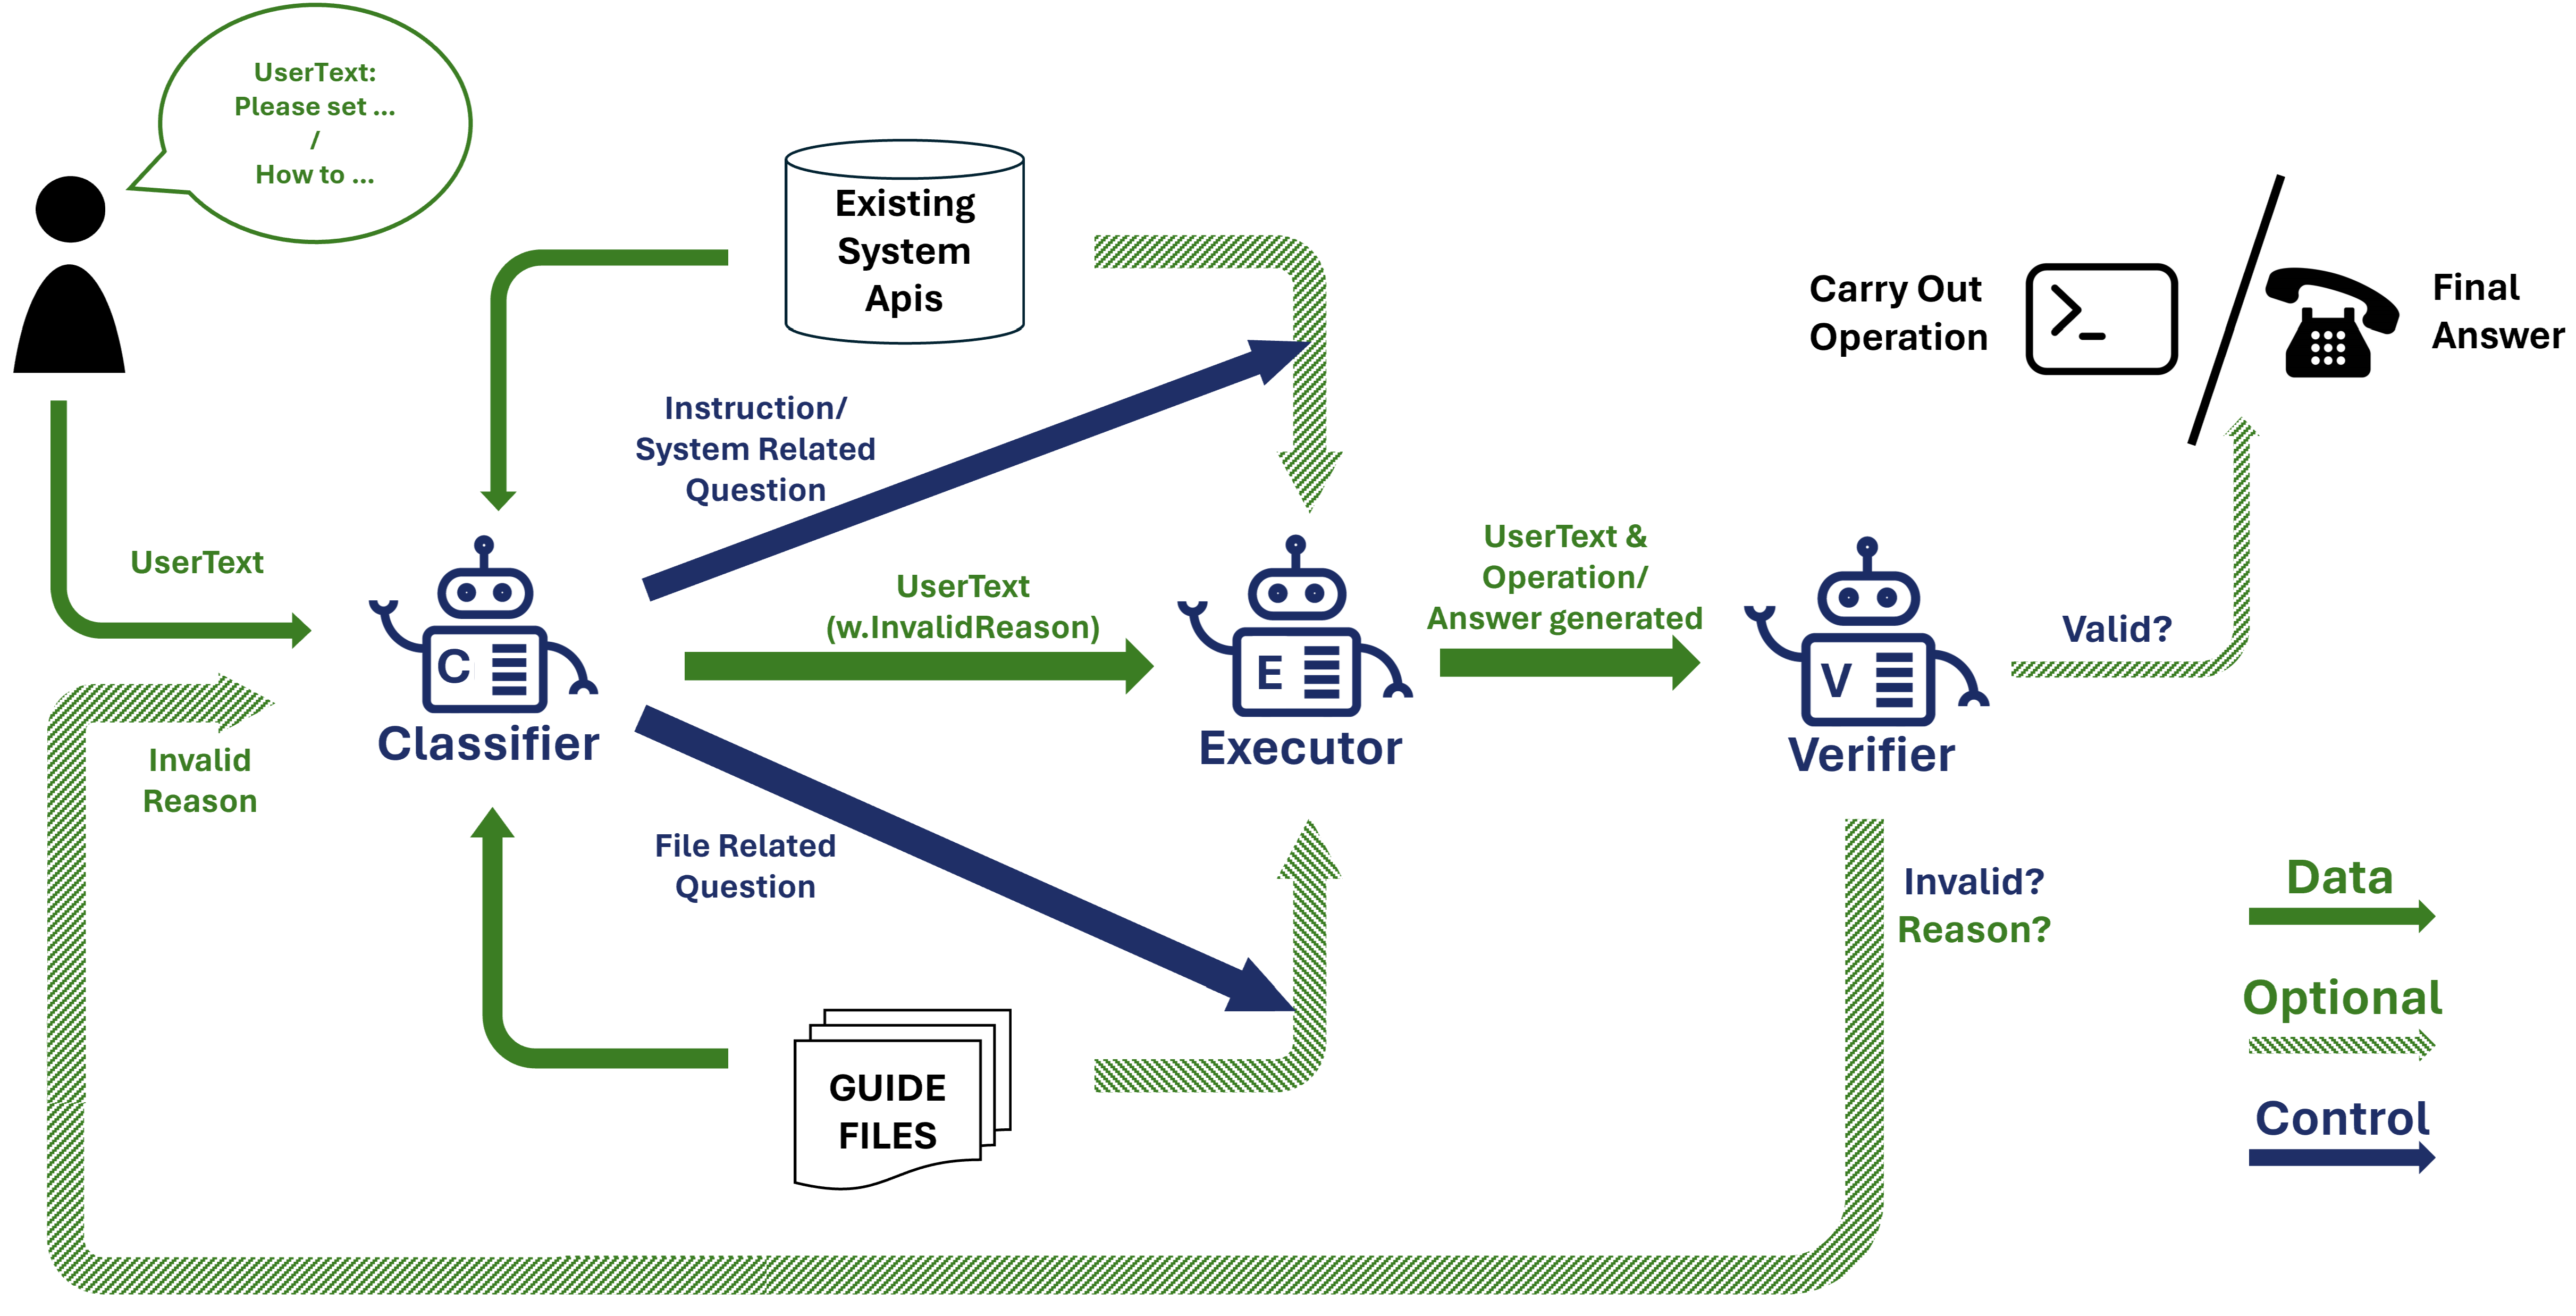 UserText:
Please set ...
/
How to ...
Existing
System
Apis
Carry Out
Operation
>_
Final
Answer
Instruction/
System Related
Question
UserText
UserText
(w.InvalidReason)
UserText &
Operation/
Answer generated
Valid?
C
E
V
Classifier
Executor
Verifier
Invalid
Reason
File Related
Question
Invalid?
Reason?
GUIDE
FILES
Data
Optional
Control